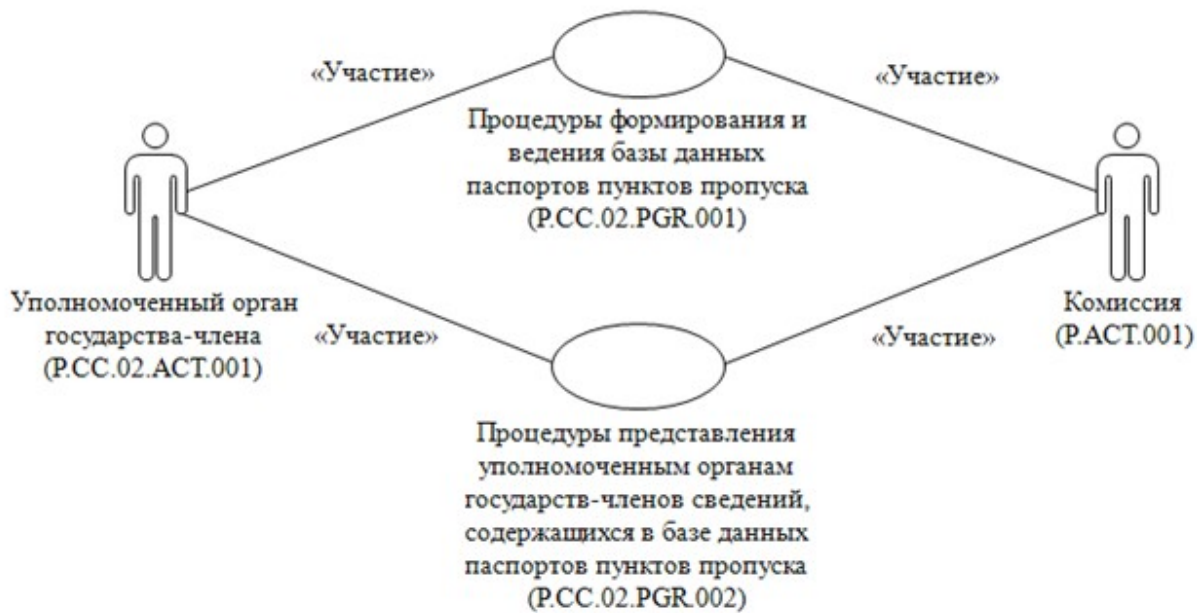 «Участие»
«Участие»
Процедуры формирования и
ведения базы данных
паспортов пунктов пропуска
(P.CC.02.PGR.001)
Уполномоченный орган
государства-члена
(P.CC.02.ACT.001)
Комиссия
(P.ACT.001)
«Участие»
«Участие»
Процедуры представления
уполномоченным органам
государств-членов сведений,
содержащихся в базе данных
паспортов пунктов пропуска
(P.CC.02.PGR.002)